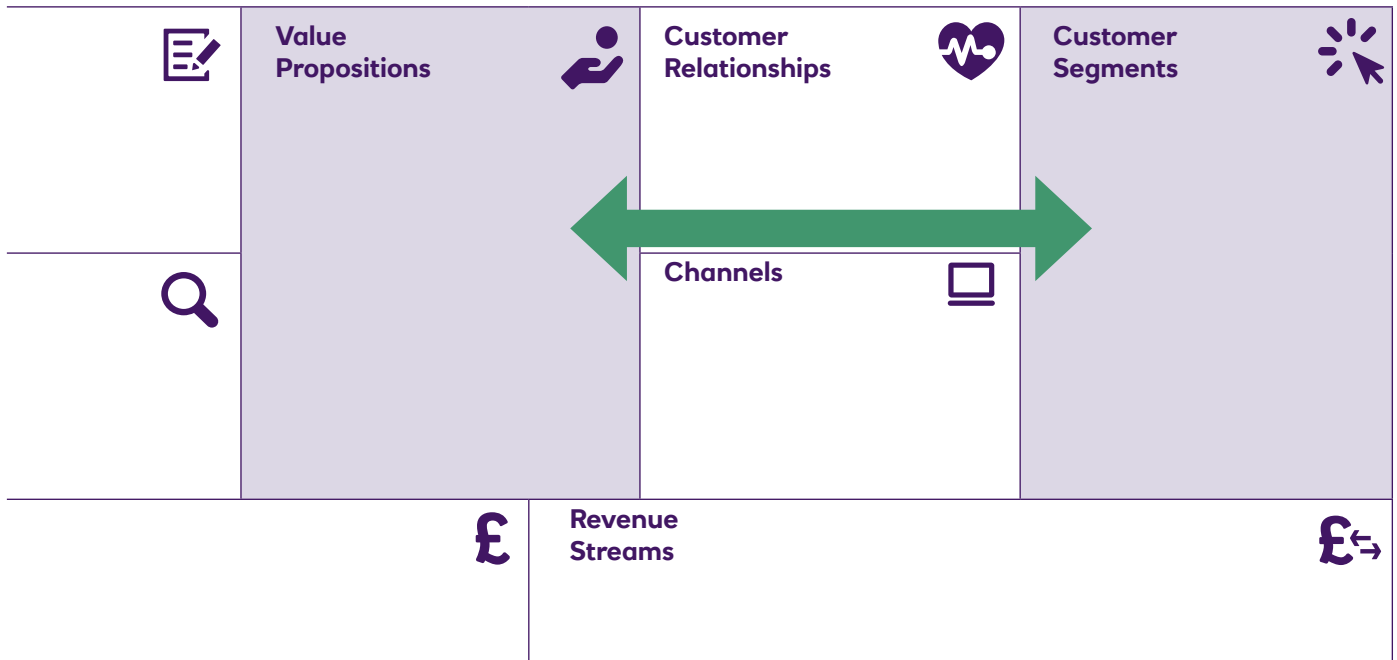 Value
Propositions
Customer
Relationships
Customer
Segments
Channels
£
Revenue
Streams
£